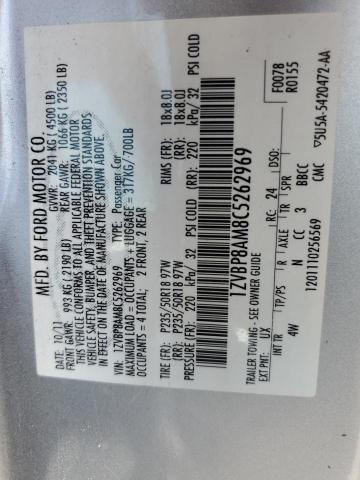 MFD. BY FORD MOTOR CO.
10/11 GVWR: 2041 KG (4500 LB)
FRONT GAWR: 993 KG (2190 LB) REAR GAWR: 1066 KG (2350 LB)
THIS VEHICLE CONFORMS TO ALL APPLICABLE FEDERAL MOTOR
VEHICLE SAFETY, BUMPER, AND THEFT PREVENTION STANDARDS
IN EFFECT ON THE DATE OF MANUFACTURE SHOWN ABOVE.
VIN: 1ZVBP8AM8C5262969 TYPE: Passenger Car
MAXIMUM LOAD = OCCUPANTS + LUGGAGE = 317KG/700LB
OCCUPANTS = 4 TOTAL; 2 FRONT, 2 REAR
TIRE (FR): P235/50R18 97W RIMS (FR): 18x8.0J
TIRE (RR): P235/50R18 97W RIMS (RR): 18x8.0J
PRESSURE (FR): 220 kPa/ 32 PSI COLD (RR): 220 kPa/ 32 PSI COLD
1ZVBP8AM8C5262969
TRAILER TOWING - SEE OWNER GUIDE
F0078
R0155
EXT PNT: UX RC: 24 DSO:
INT TR TP/PS R AXLE TR SPR
4W N CC 3 BBCC
1201110256569 CMC
▽5U5A-5420472-AA